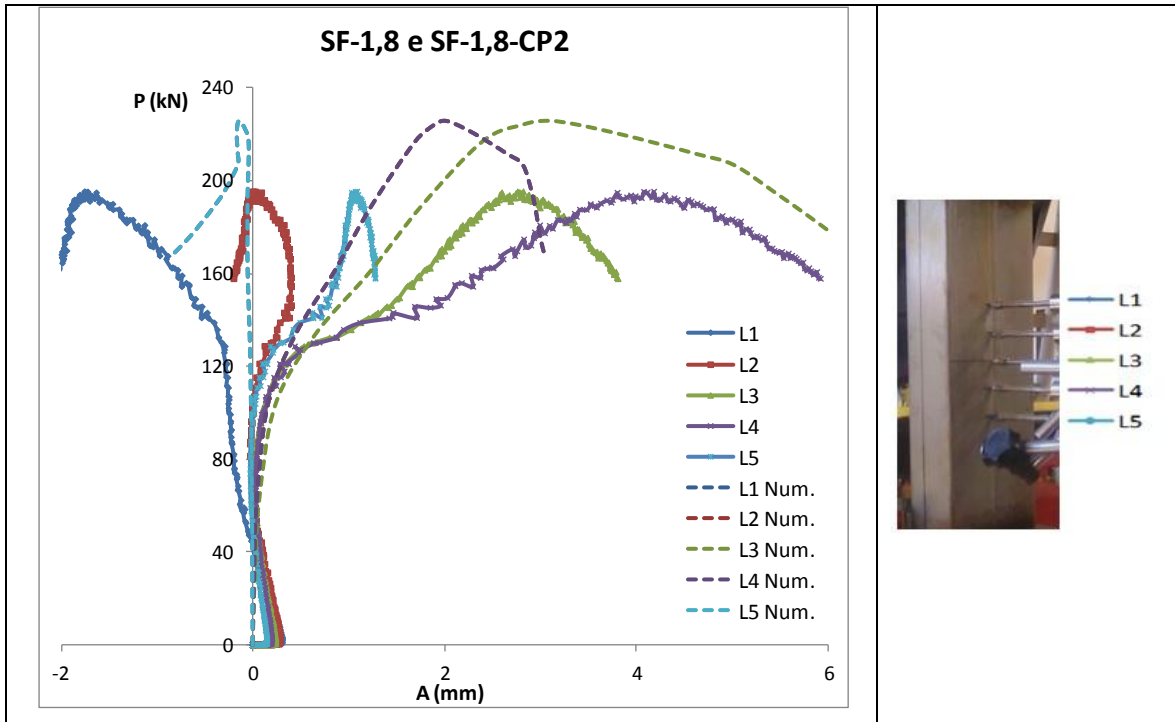 SF-1,8 e SF-1,8-CP2
P (kN)
240
200
160
120
80
40
0
-2
0
2
4
6
A (mm)
L1
L2
L3
L4
L5
L1 Num.
L2 Num.
L3 Num.
L4 Num.
L5 Num.
L1
L2
L3
L4
L5